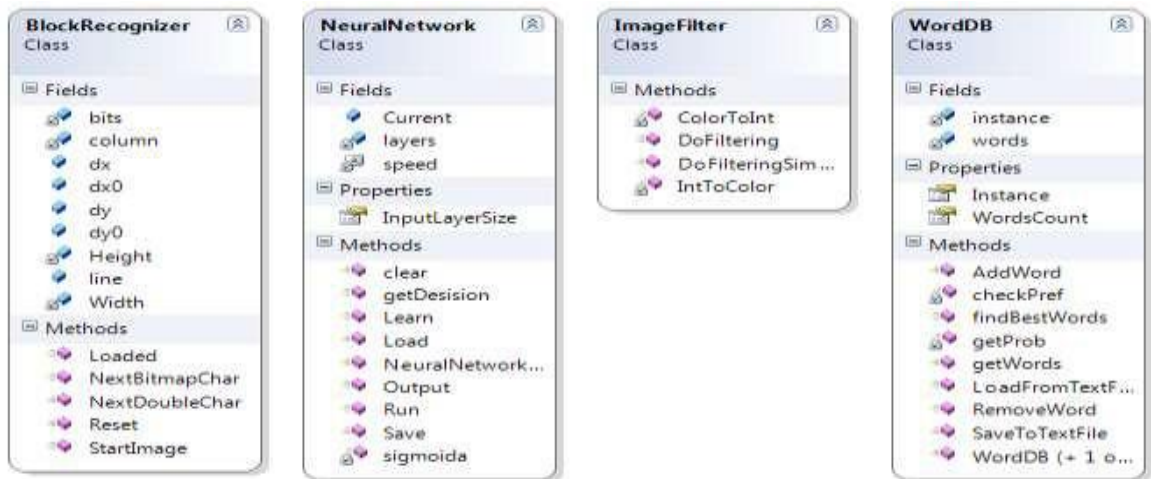 BlockRecognizer
Class
Fields
bits
column
dx
dx0
dy
dy0
Height
line
Width
Methods
Loaded
NextBitmapChar
NextDoubleChar
Reset
StartImage
NeuralNetwork
Class
Fields
Current
layers
speed
Properties
InputLayerSize
Methods
clear
getDesision
Learn
Load
NeuralNetwork...
Output
Run
Save
sigmoida
ImageFilter
Class
Methods
ColorToInt
DoFiltering
DoFilteringSim...
IntToColor
WordDB
Class
Fields
instance
words
Properties
Instance
WordsCount
Methods
AddWord
checkPref
findBestWords
getProb
getWords
LoadFromTextF...
RemoveWord
SaveToTextFile
WordDB (+ 1 o...